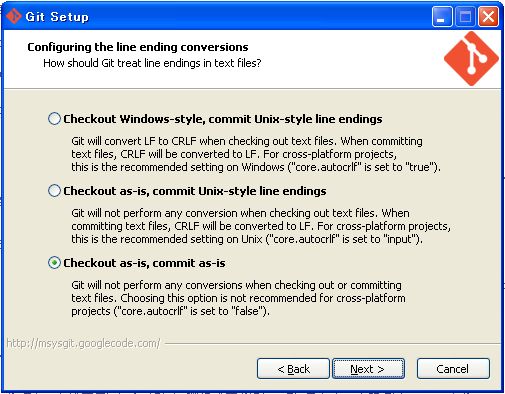 Git Setup
Configuring the line ending conversions
How should Git treat line endings in text files?
Checkout Windows-style, commit Unix-style line endings
Git will convert LF to CRLF when checking out text files. When committing
text files, CRLF will be converted to LF. For cross-platform projects,
this is the recommended setting on Windows ("core.autocrlf" is set to "true").
Checkout as-is, commit Unix-style line endings
Git will not perform any conversion when checking out text files. When
committing text files, CRLF will be converted to LF. For cross-platform projects,
this is the recommended setting on Unix ("core.autocrlf" is set to "input").
Checkout as-is, commit as-is
Git will not perform any conversions when checking out or committing
text files. Choosing this option is not recommended for cross-platform
projects ("core.autocrlf" is set to "false").
http://msysgit.googlecode.com/
< Back Next > Cancel